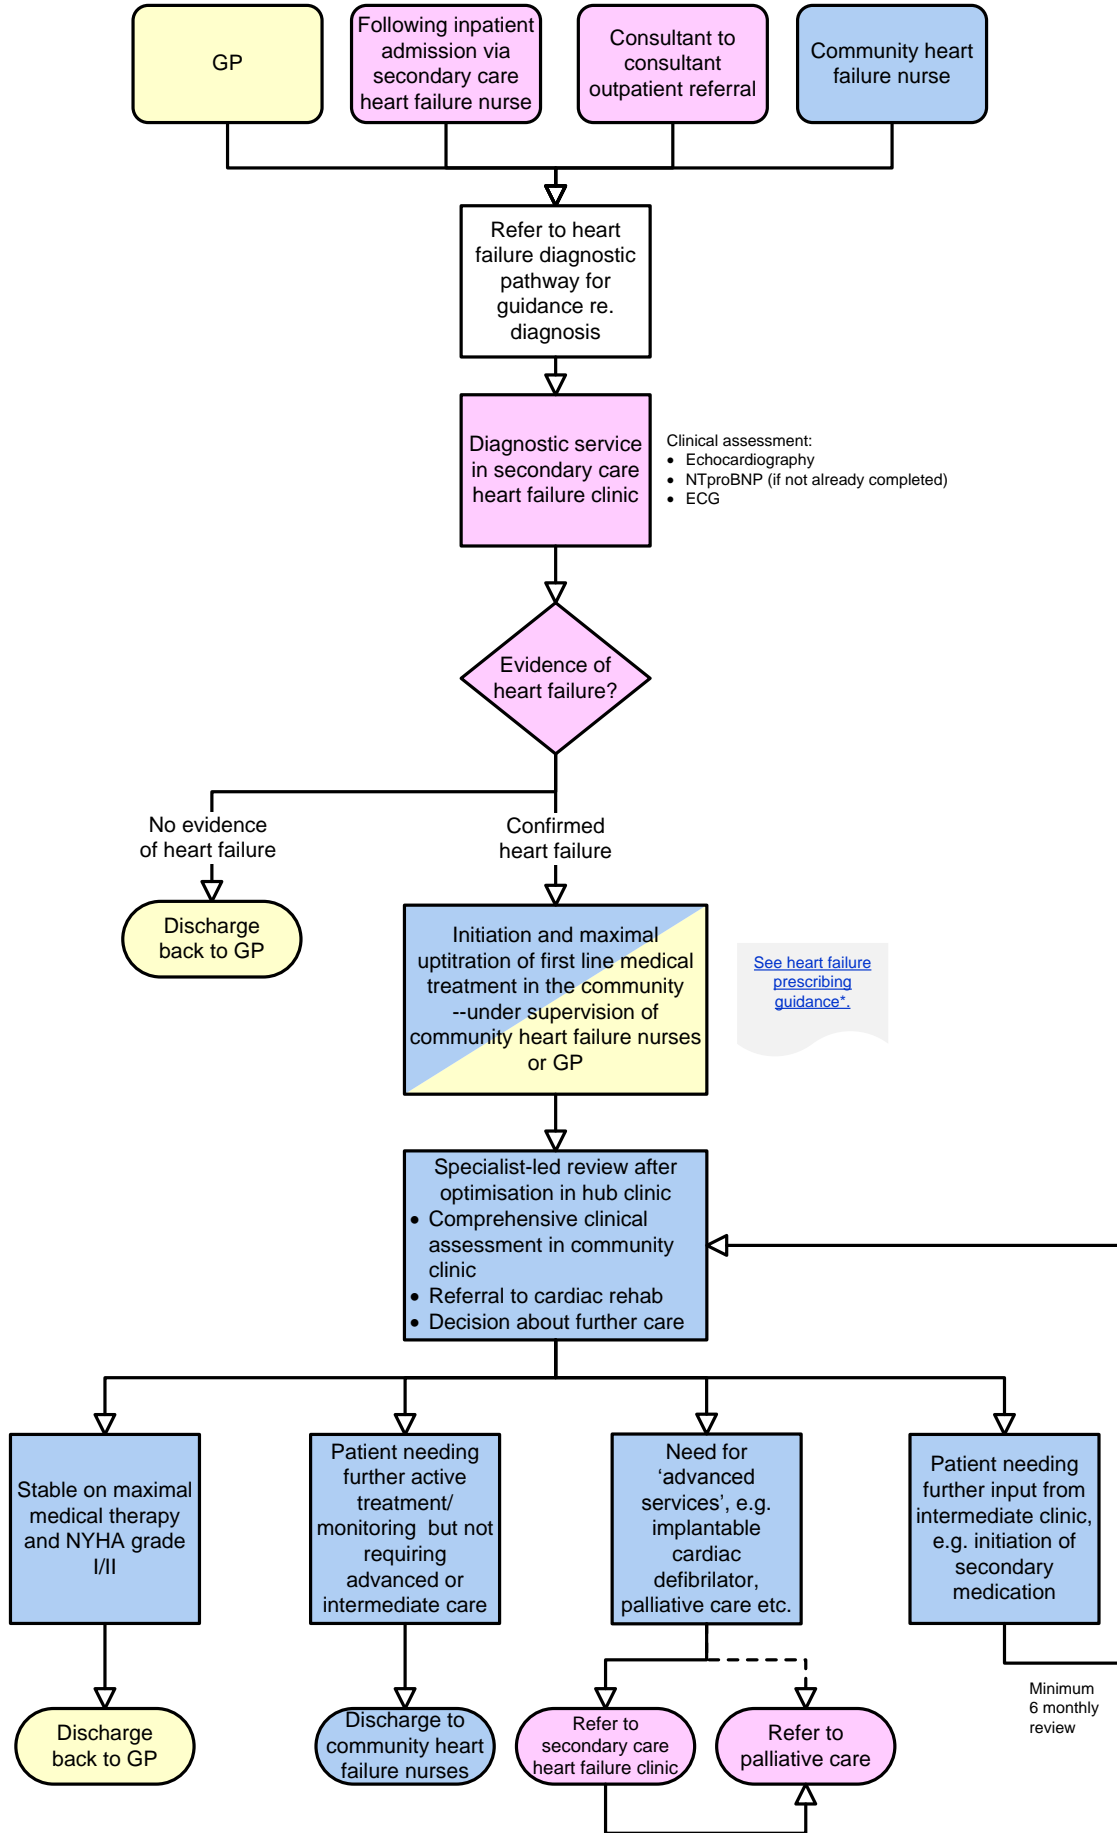 GP
Following inpatient
admission via
secondary care
heart failure nurse
Consultant to
consultant
outpatient referral
Community heart
failure nurse
Refer to heart
failure diagnostic
pathway for
guidance re.
diagnosis
Diagnostic service
in secondary care
heart failure clinic
Clinical assessment:
• Echocardiography
• NTproBNP (if not already completed)
• ECG
Evidence of
heart failure?
No evidence
of heart failure
Confirmed
heart failure
Discharge
back to GP
Initiation and maximal
uptitration of first line medical
treatment in the community
--under supervision of
community heart failure nurses
or GP
See heart failure
prescribing
guidance*.
Specialist-led review after
optimisation in hub clinic
• Comprehensive clinical
assessment in community
clinic
• Referral to cardiac rehab
• Decision about further care
Stable on maximal
medical therapy
and NYHA grade
I/II
Patient needing
further active
treatment/
monitoring but not
requiring
advanced or
intermediate care
Need for
‘advanced
services’, e.g.
implantable
cardiac
defibrilator,
palliative care etc.
Patient needing
further input from
intermediate clinic,
e.g. initiation of
secondary
medication
Minimum
6 monthly
review
Discharge
back to GP
Discharge to
community heart
failure nurses
Refer to
secondary care
heart failure clinic
Refer to
palliative care